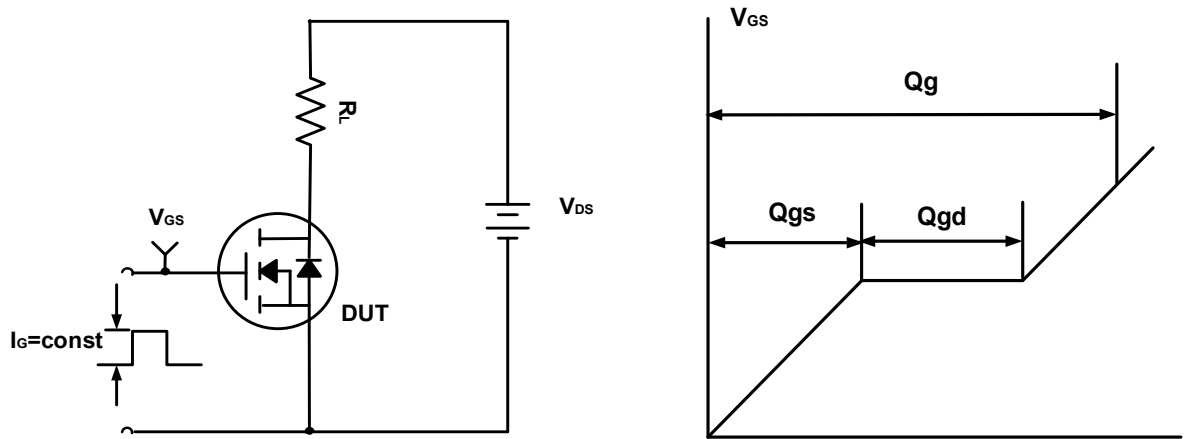 RL
VGS
VDS
DUT
IG=const
VGS
Qg
Qgs
Qgd